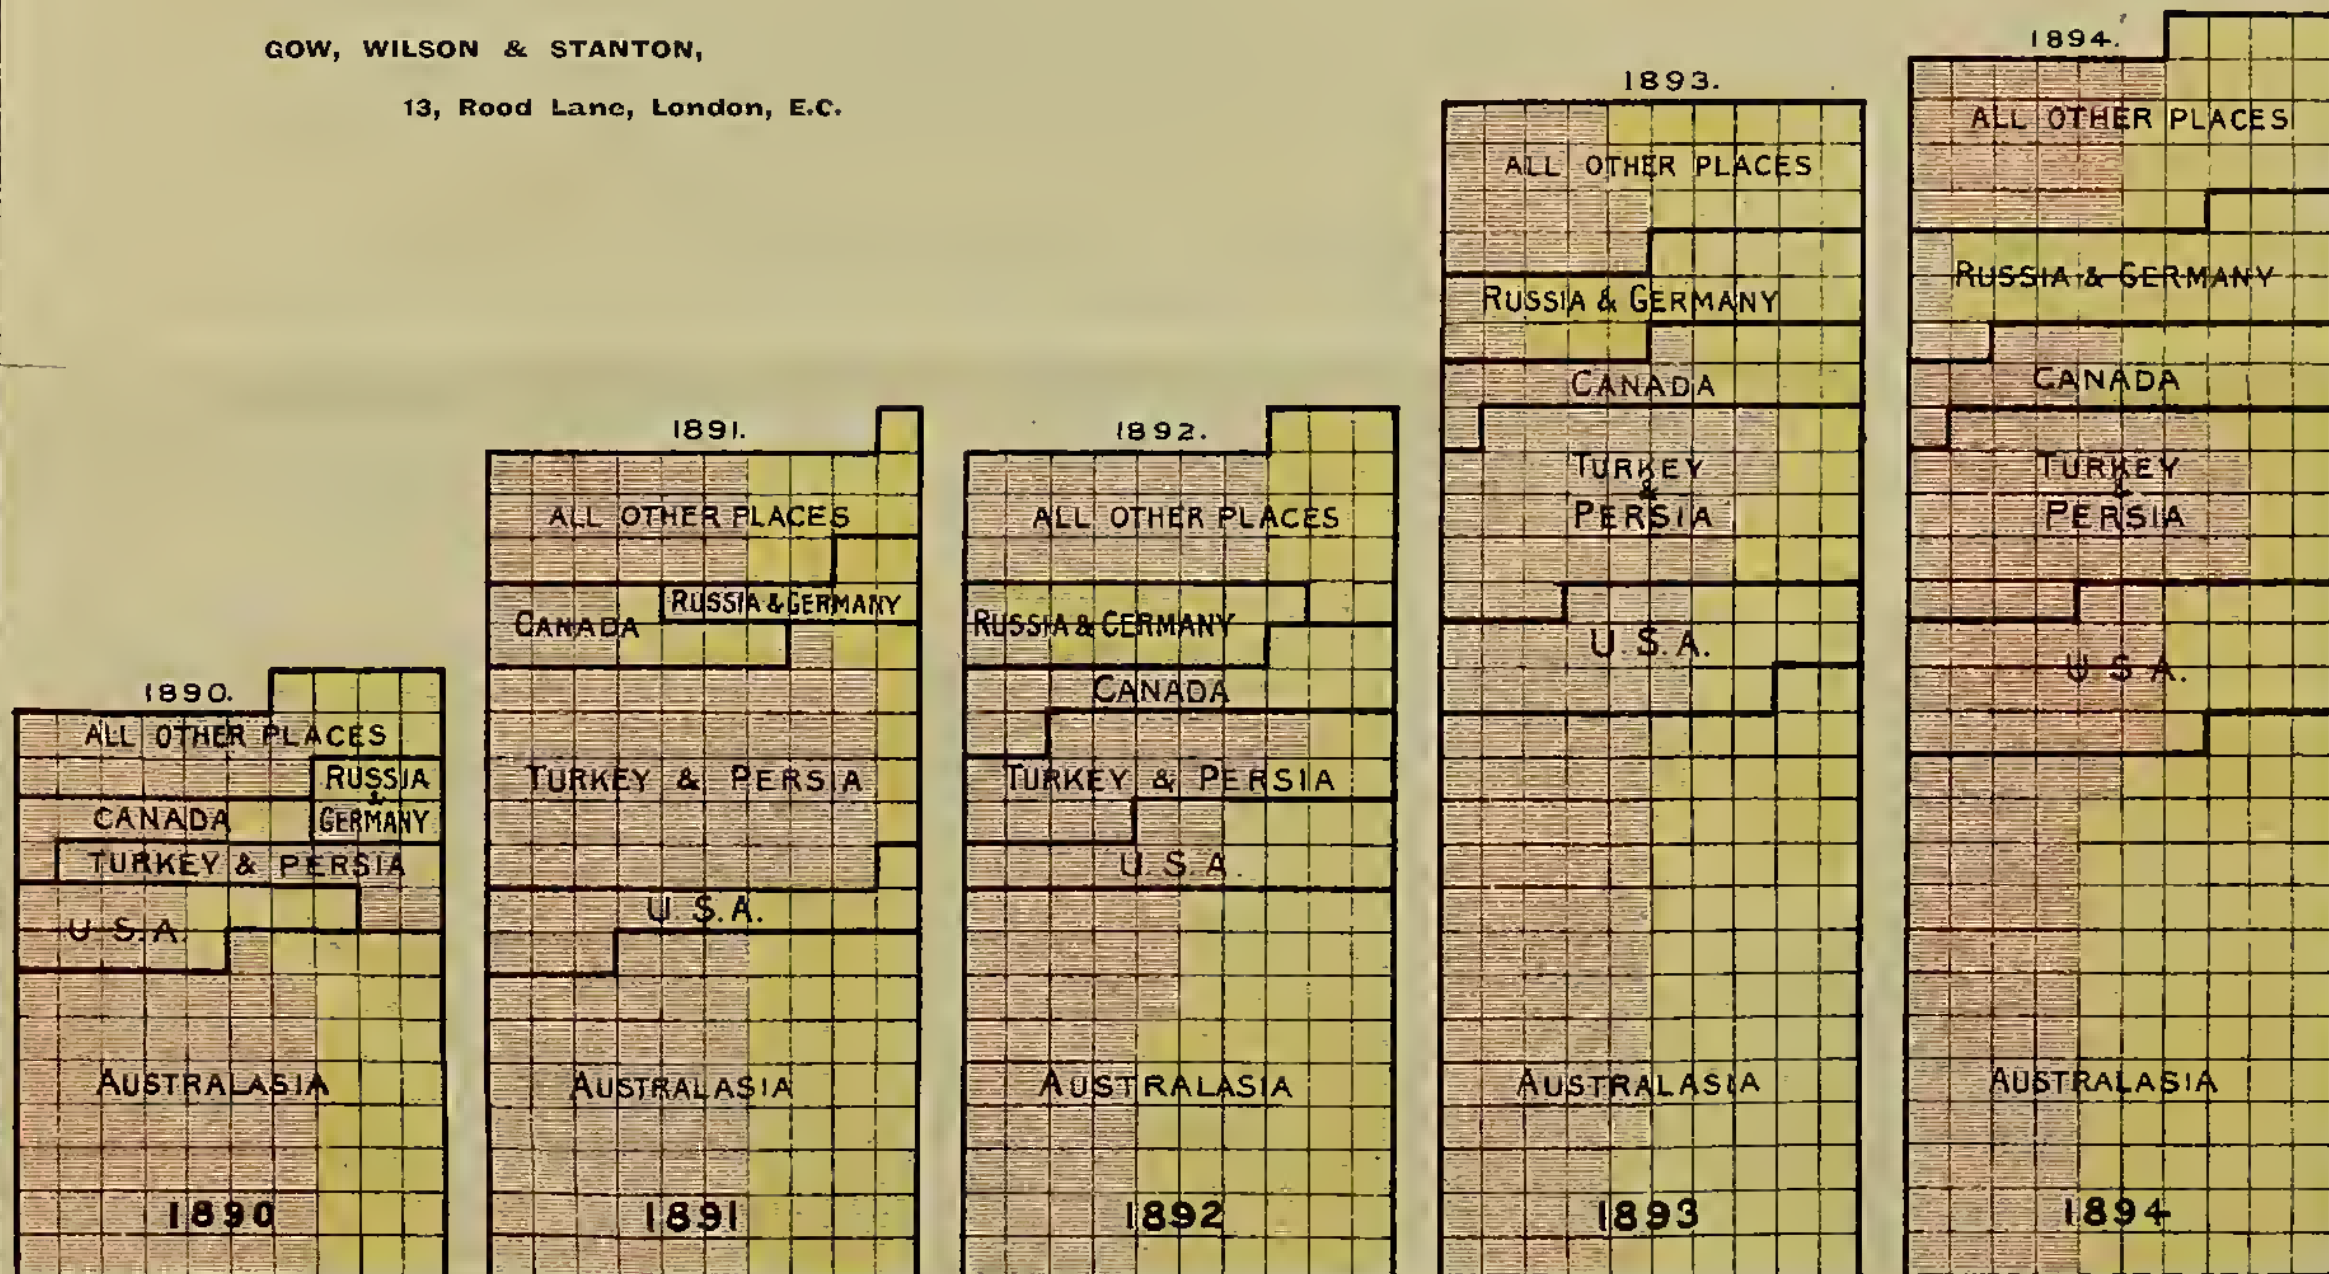 GOW, WILSON & STANTON,
13, Rood Lane, London, E.C.
1890.
ALL OTHER PLACES
RUSSIA
&
GERMANY
CANADA
TURKEY & PERSIA
U.S.A.
AUSTRALASIA
1890
1891.
ALL OTHER PLACES
RUSSIA & GERMANY
CANADA
TURKEY & PERSIA
U.S.A.
AUSTRALASIA
1891
1892.
ALL OTHER PLACES
RUSSIA & GERMANY
CANADA
TURKEY & PERSIA
U.S.A.
AUSTRALASIA
1892
1893.
ALL OTHER PLACES
RUSSIA & GERMANY
CANADA
TURKEY
&
PERSIA
U.S.A.
AUSTRALASIA
1893
1894.
ALL OTHER PLACES
RUSSIA & GERMANY
CANADA
TURKEY
&
PERSIA
U.S.A.
AUSTRALASIA
1894